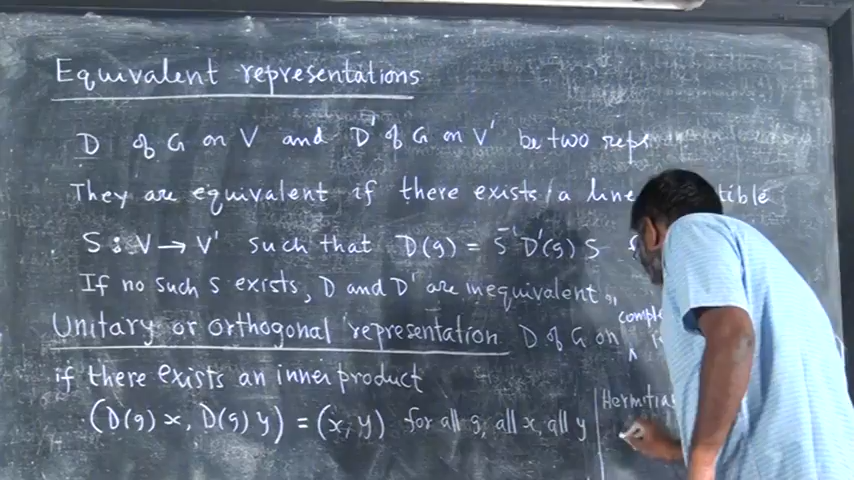 Equivalent representations
D of G on V and D' of G on V' be two reps
They are equivalent if there exists a line tible
S : V → V' such that D(g) = S⁻¹ D'(g) S
If no such S exists, D and D' are inequivalent.
Unitary or orthogonal representation D of G on
if there exists an inner product
(D(g) x, D(g) y) = (x, y) for all g, all x, all y
Hermitia